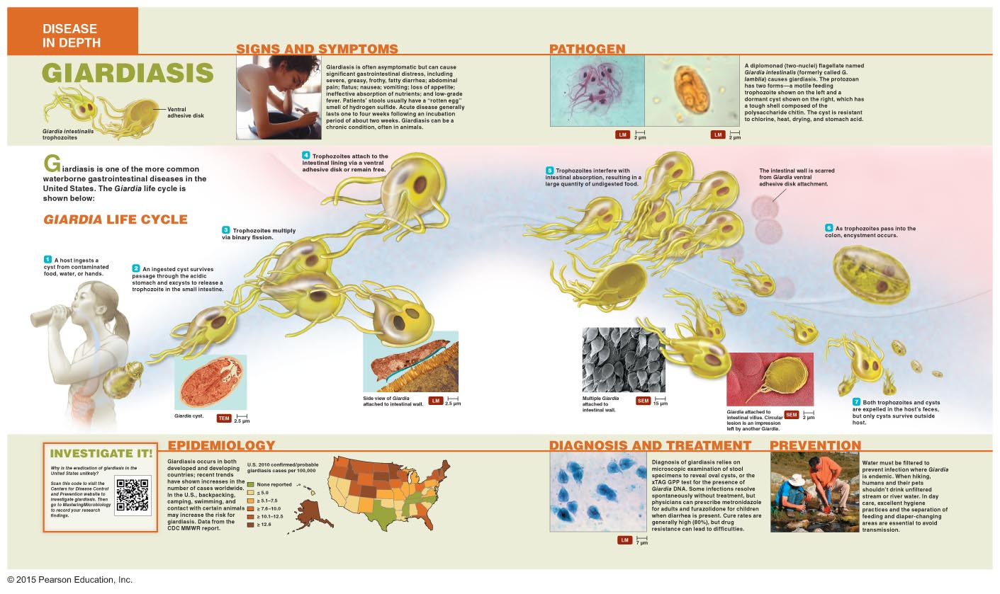 DISEASE
IN DEPTH
GIARDIASIS
Ventral
adhesive disk
Giardia intestinalis
trophozoites
SIGNS AND SYMPTOMS
Giardiasis is often asymptomatic but can cause
significant gastrointestinal distress, including
severe, greasy, frothy, fatty diarrhea; abdominal
pain; flatus; nausea; vomiting; loss of appetite;
ineffective absorption of nutrients; and low-grade
fever. Patients' stools usually have a "rotten egg"
smell of hydrogen sulfide. Acute disease generally
lasts one to four weeks following an incubation
period of about two weeks. Giardiasis can be a
chronic condition, often in animals.
PATHOGEN
LM
2 µm
LM
2 µm
A diplomonad (two-nuclei) flagellate named
Giardia intestinalis (formerly called G.
lamblia) causes giardiasis. The protozoan
has two forms—a motile feeding
trophozoite shown on the left and a
dormant cyst shown on the right, which has
a tough shell composed of the
polysaccharide chitin. The cyst is resistant
to chlorine, heat, drying, and stomach acid.
Giardiasis is one of the more common
waterborne gastrointestinal diseases in the
United States. The Giardia life cycle is
shown below:
GIARDIA LIFE CYCLE
1 A host ingests a
cyst from contaminated
food, water, or hands.
2 An ingested cyst survives
passage through the acidic
stomach and excysts to release a
trophozoite in the small intestine.
3 Trophozoites multiply
via binary fission.
4 Trophozoites attach to the
intestinal lining via a ventral
adhesive disk or remain free.
5 Trophozoites interfere with
intestinal absorption, resulting in a
large quantity of undigested food.
The intestinal wall is scarred
from Giardia ventral
adhesive disk attachment.
6 As trophozoites pass into the
colon, encystment occurs.
Giardia cyst.
TEM
2.5 µm
Side view of Giardia
attached to intestinal wall.
LM
2.5 µm
Multiple Giardia
attached to
intestinal wall.
SEM
15 µm
Giardia attached to
intestinal villus. Circular
lesion is an impression
left by another Giardia.
SEM
2 µm
7 Both trophozoites and cysts
are expelled in the host's feces,
but only cysts survive outside
host.
INVESTIGATE IT!
Why is the eradication of giardiasis in the
United States unlikely?
Scan this code to visit the
Centers for Disease Control
and Prevention website to
investigate giardiasis. Then
go to MasteringMicrobiology
to record your research
findings.
EPIDEMIOLOGY
Giardiasis occurs in both
developed and developing
countries; recent trends
have shown increases in the
number of cases worldwide.
In the U.S., backpacking,
camping, swimming, and
contact with certain animals
may increase the risk for
giardiasis. Data from the
CDC MMWR report.
U.S. 2010 confirmed/probable
giardiasis cases per 100,000
None reported
≤ 5.0
≥ 5.1–7.5
≥ 7.6–10.0
≥ 10.1–12.5
≥ 12.6
DIAGNOSIS AND TREATMENT
LM
7 µm
Diagnosis of giardiasis relies on
microscopic examination of stool
specimens to reveal oval cysts, or the
xTAG GPP test for the presence of
Giardia DNA. Some infections resolve
spontaneously without treatment, but
physicians can prescribe metronidazole
for adults and furazolidone for children
when diarrhea is present. Cure rates are
generally high (80%), but drug
resistance can lead to difficulties.
PREVENTION
Water must be filtered to
prevent infection where Giardia
is endemic. When hiking,
humans and their pets
shouldn't drink unfiltered
stream or river water. In day
care, excellent hygiene
practices and the separation of
feeding and diaper-changing
areas are essential to avoid
transmission.
© 2015 Pearson Education, Inc.